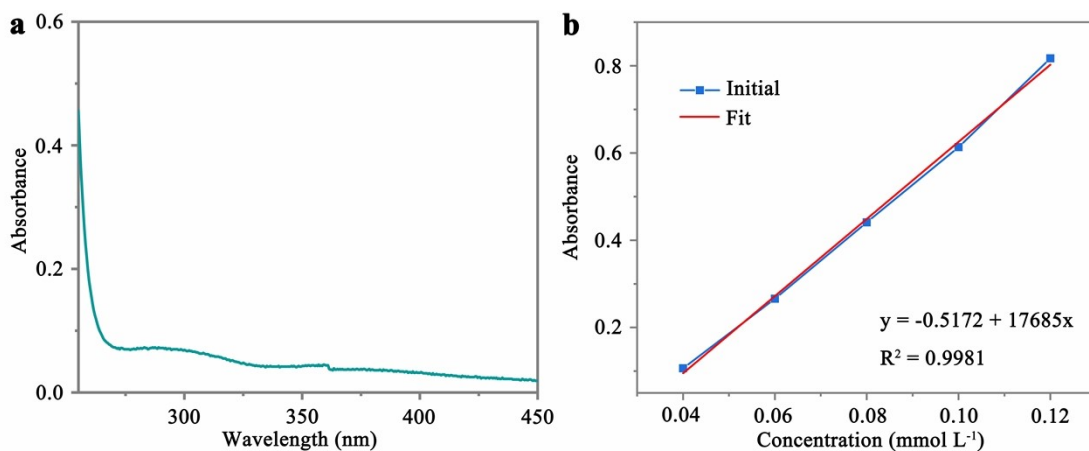 a
0.6
0.4
0.2
0.0
Absorbance
300
350
400
450
Wavelength (nm)
b
0.8
0.6
0.4
0.2
Absorbance
Initial
Fit
y = -0.5172 + 17685x
R² = 0.9981
0.04
0.06
0.08
0.10
0.12
Concentration (mmol L⁻¹)